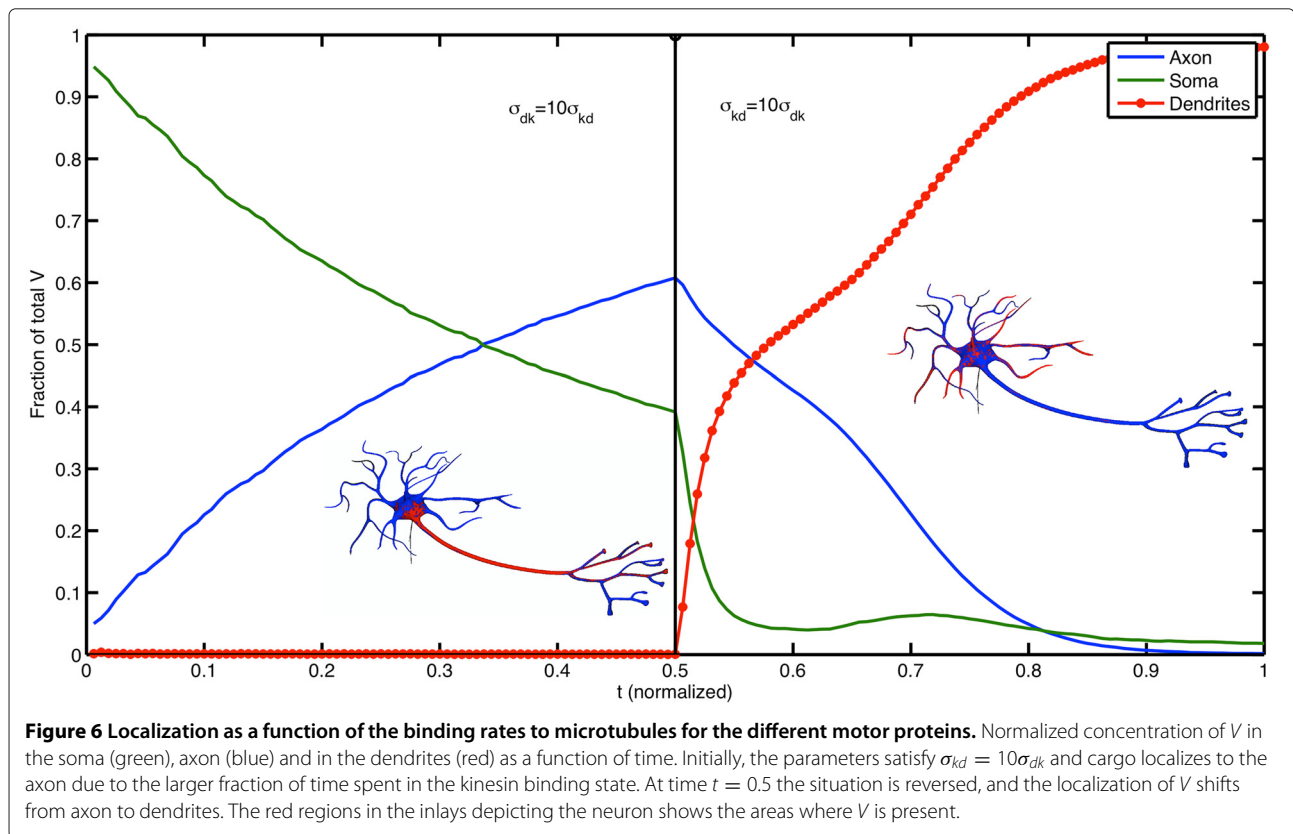 1
0.9
0.8
0.7
0.6
0.5
0.4
0.3
0.2
0.1
0
Fraction of total V
σdk=10σkd
σkd=10σdk
Axon
Soma
Dendrites
0 0.1 0.2 0.3 0.4 0.5 0.6 0.7 0.8 0.9 1
t (normalized)
Figure 6 Localization as a function of the binding rates to microtubules for the different motor proteins. Normalized concentration of V in
the soma (green), axon (blue) and in the dendrites (red) as a function of time. Initially, the parameters satisfy σkd = 10σdk and cargo localizes to the
axon due to the larger fraction of time spent in the kinesin binding state. At time t = 0.5 the situation is reversed, and the localization of V shifts
from axon to dendrites. The red regions in the inlays depicting the neuron shows the areas where V is present.